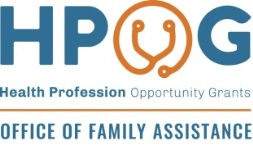 HPOG
Health Profession Opportunity Grants
OFFICE OF FAMILY ASSISTANCE